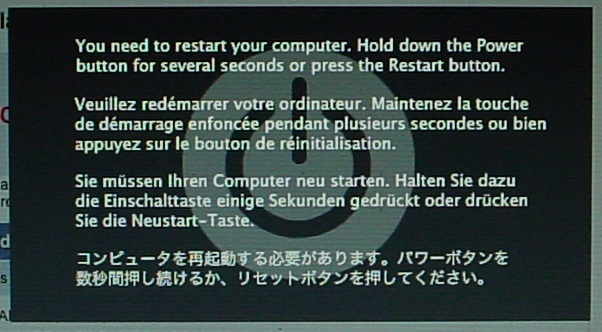 You need to restart your computer. Hold down the Power
button for several seconds or press the Restart button.
Veuillez redémarrer votre ordinateur. Maintenez la touche
de démarrage enfoncée pendant plusieurs secondes ou bien
appuyez sur le bouton de réinitialisation.
Sie müssen Ihren Computer neu starten. Halten Sie dazu
die Einschalttaste einige Sekunden gedrückt oder drücken
Sie die Neustart-Taste.
コンピュータを再起動する必要があります。パワーボタンを
数秒間押し続けるか、リセットボタンを押してください。